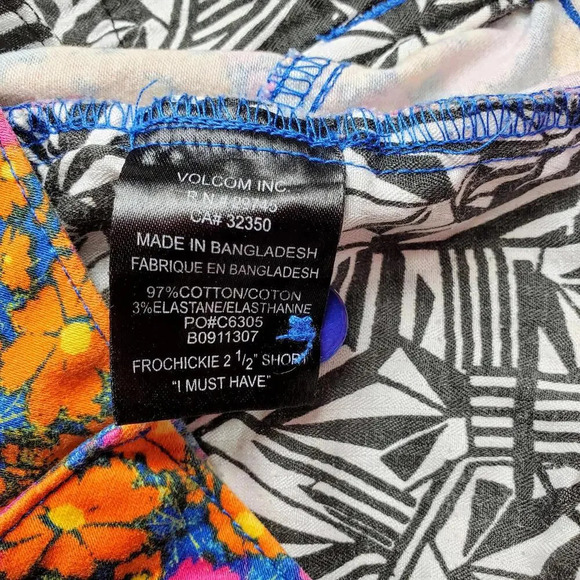 VOLCOM INC.
CA# 32350
MADE IN BANGLADESH
FABRIQUE EN BANGLADESH
97%COTTON/COTON
3%ELASTANE/ELASTHANNE
PO#C6305
B0911307
FROCHICKIE 2 1/2" SHORT
"I MUST HAVE"